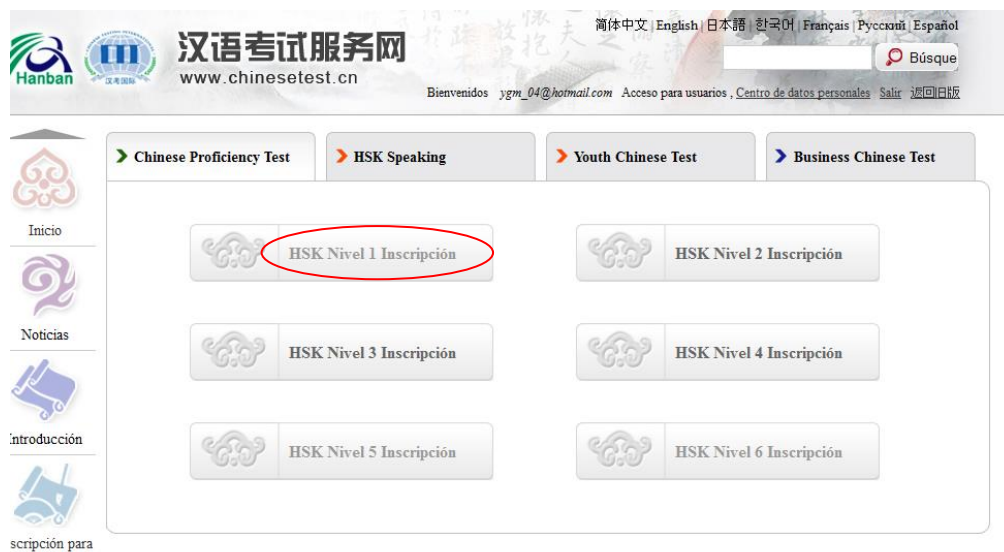 简体中文 | English | 日本語 | 한국어 | Français | Русский | Español
Hanban
汉考国际
汉语考试服务网
www.chinesetest.cn
Búsque
Bienvenidos ygm_04@hotmail.com Acceso para usuarios , Centro de datos personales Salir 返回旧版
Chinese Proficiency Test
HSK Speaking
Youth Chinese Test
Business Chinese Test
Inicio
Noticias
Introducción
scripción para
HSK Nivel 1 Inscripción
HSK Nivel 2 Inscripción
HSK Nivel 3 Inscripción
HSK Nivel 4 Inscripción
HSK Nivel 5 Inscripción
HSK Nivel 6 Inscripción